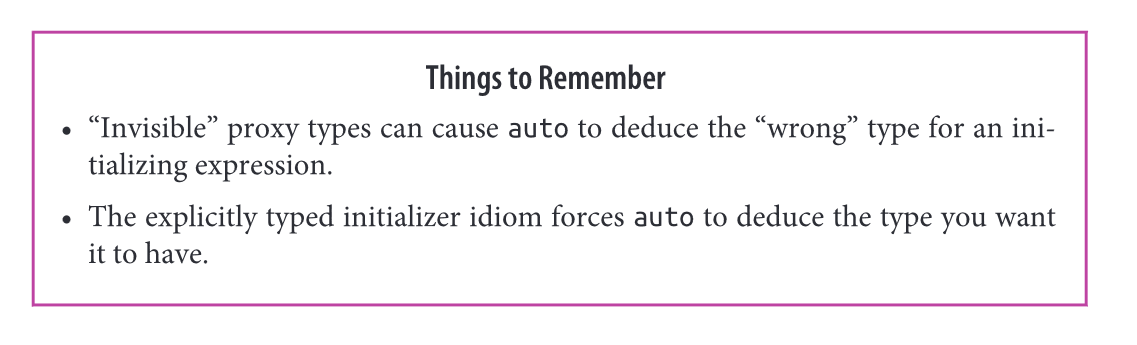 Things to Remember
• “Invisible” proxy types can cause auto to deduce the “wrong” type for an ini-
tializing expression.
• The explicitly typed initializer idiom forces auto to deduce the type you want
it to have.